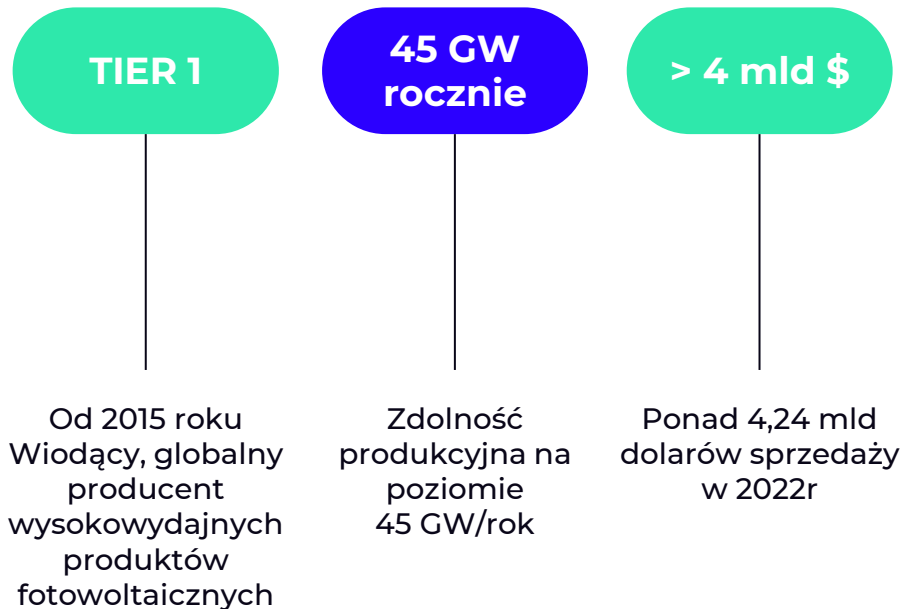 TIER 1
45 GW
rocznie
> 4 mld $
Od 2015 roku
Wiodący, globalny
producent
wysokowydajnych
produktów
fotowoltaicznych
Zdolność
produkcyjna na
poziomie
45 GW/rok
Ponad 4,24 mld
dolarów sprzedaży
w 2022r